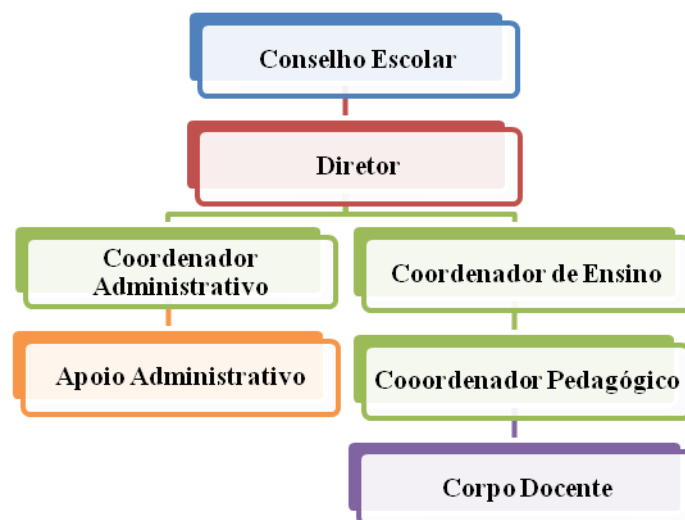 Conselho Escolar
Diretor
Coordenador
Administrativo
Coordenador de Ensino
Apoio Administrativo
Cooordenador Pedagógico
Corpo Docente